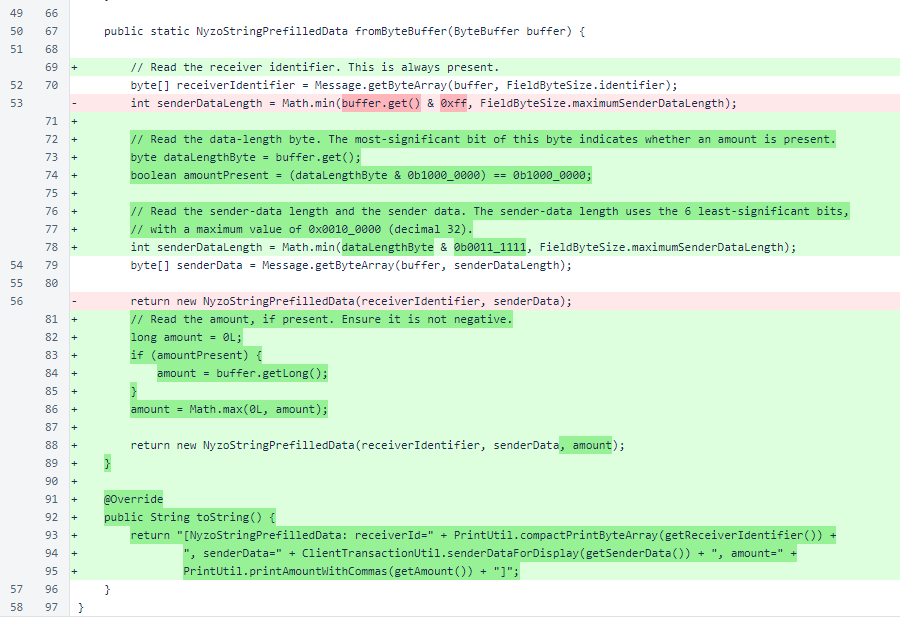 49 66
50 67 public static NyzoStringPrefilledData fromByteBuffer(ByteBuffer buffer) {
51 68
69 + // Read the receiver identifier. This is always present.
52 70 byte[] receiverIdentifier = Message.getByteArray(buffer, FieldByteSize.identifier);
53 - int senderDataLength = Math.min(buffer.get() & 0xff, FieldByteSize.maximumSenderDataLength);
71 +
72 + // Read the data-length byte. The most-significant bit of this byte indicates whether an amount is present.
73 + byte dataLengthByte = buffer.get();
74 + boolean amountPresent = (dataLengthByte & 0b1000_0000) == 0b1000_0000;
75 +
76 + // Read the sender-data length and the sender data. The sender-data length uses the 6 least-significant bits,
77 + // with a maximum value of 0x0010_0000 (decimal 32).
78 + int senderDataLength = Math.min(dataLengthByte & 0b0011_1111, FieldByteSize.maximumSenderDataLength);
54 79 byte[] senderData = Message.getByteArray(buffer, senderDataLength);
55 80
56 - return new NyzoStringPrefilledData(receiverIdentifier, senderData);
81 + // Read the amount, if present. Ensure it is not negative.
82 + long amount = 0L;
83 + if (amountPresent) {
84 + amount = buffer.getLong();
85 + }
86 + amount = Math.max(0L, amount);
87 +
88 + return new NyzoStringPrefilledData(receiverIdentifier, senderData, amount);
89 + }
90 +
91 + @Override
92 + public String toString() {
93 + return "[NyzoStringPrefilledData: receiverId=" + PrintUtil.compactPrintByteArray(getReceiverIdentifier()) +
94 + ", senderData=" + ClientTransactionUtil.senderDataForDisplay(getSenderData()) + ", amount=" +
95 + PrintUtil.printAmountWithCommas(getAmount()) + "]";
57 96 }
58 97 }